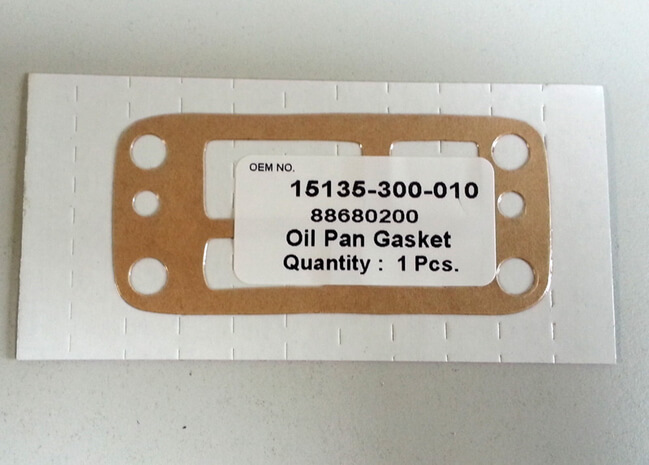 OEM NO.
15135-300-010
88680200
Oil Pan Gasket
Quantity : 1 Pcs.